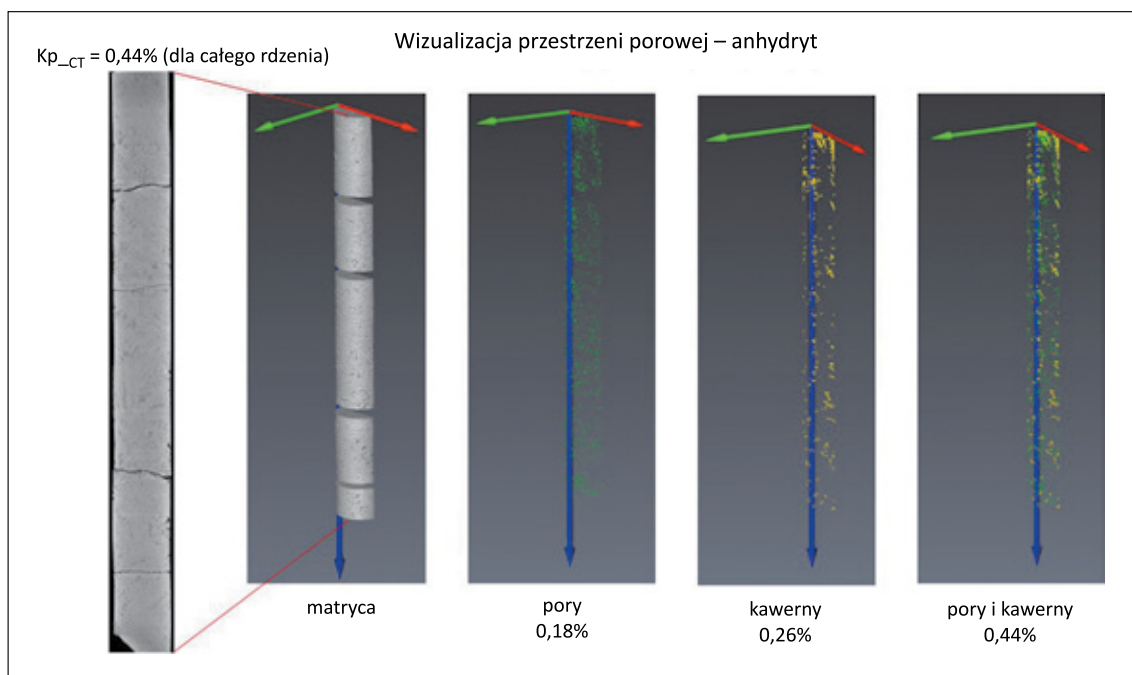 Wizualizacja przestrzeni porowej – anhydryt
Kp_CT = 0,44% (dla całego rdzenia)
matryca
pory
0,18%
kawerny
0,26%
pory i kawerny
0,44%